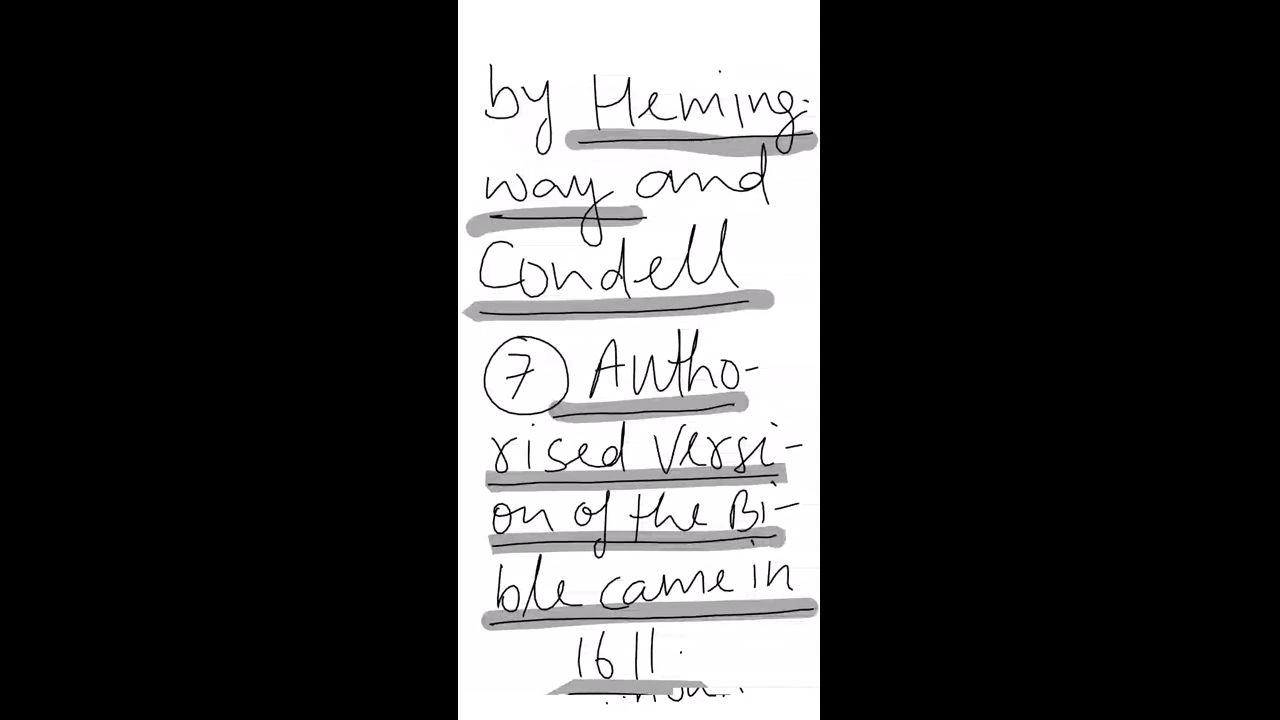 by Heming-
way and
Condell
7 Autho-
rised Versi-
on of the Bi-
ble came in
1611.